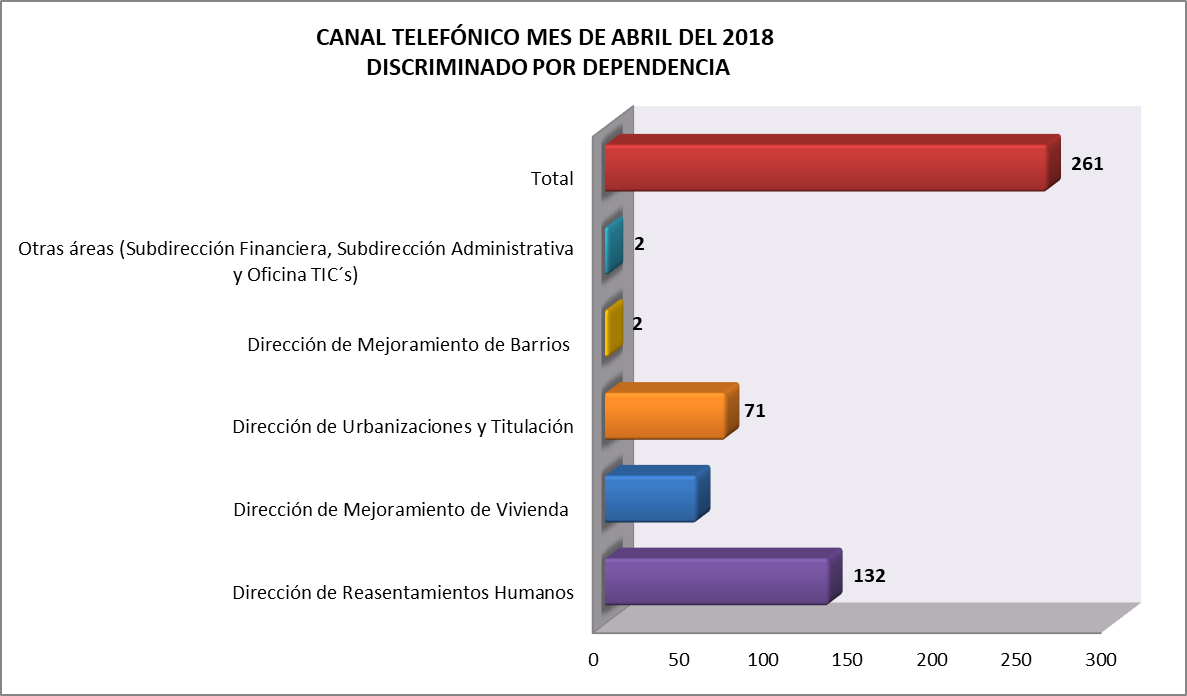 CANAL TELEFÓNICO MES DE ABRIL DEL 2018
DISCRIMINADO POR DEPENDENCIA
Total
261
Otras áreas (Subdirección Financiera, Subdirección Administrativa
y Oficina TIC´s)
2
Dirección de Mejoramiento de Barrios
2
Dirección de Urbanizaciones y Titulación
71
Dirección de Mejoramiento de Vivienda
Dirección de Reasentamientos Humanos
132
0 50 100 150 200 250 300